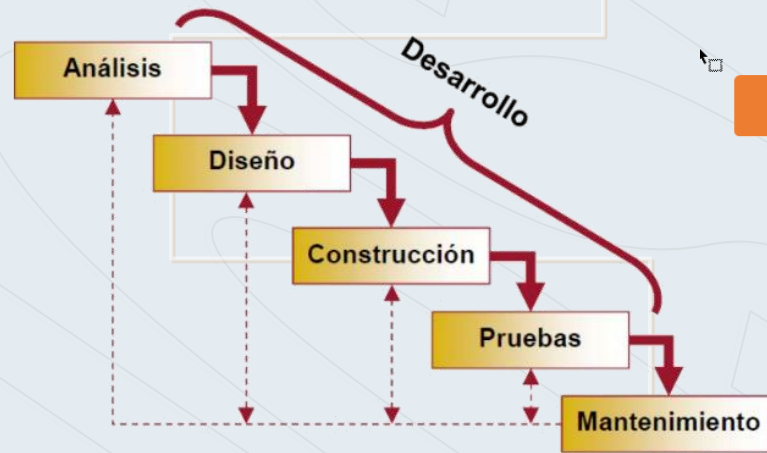 Análisis
Desarrollo
Diseño
Construcción
Pruebas
Mantenimiento